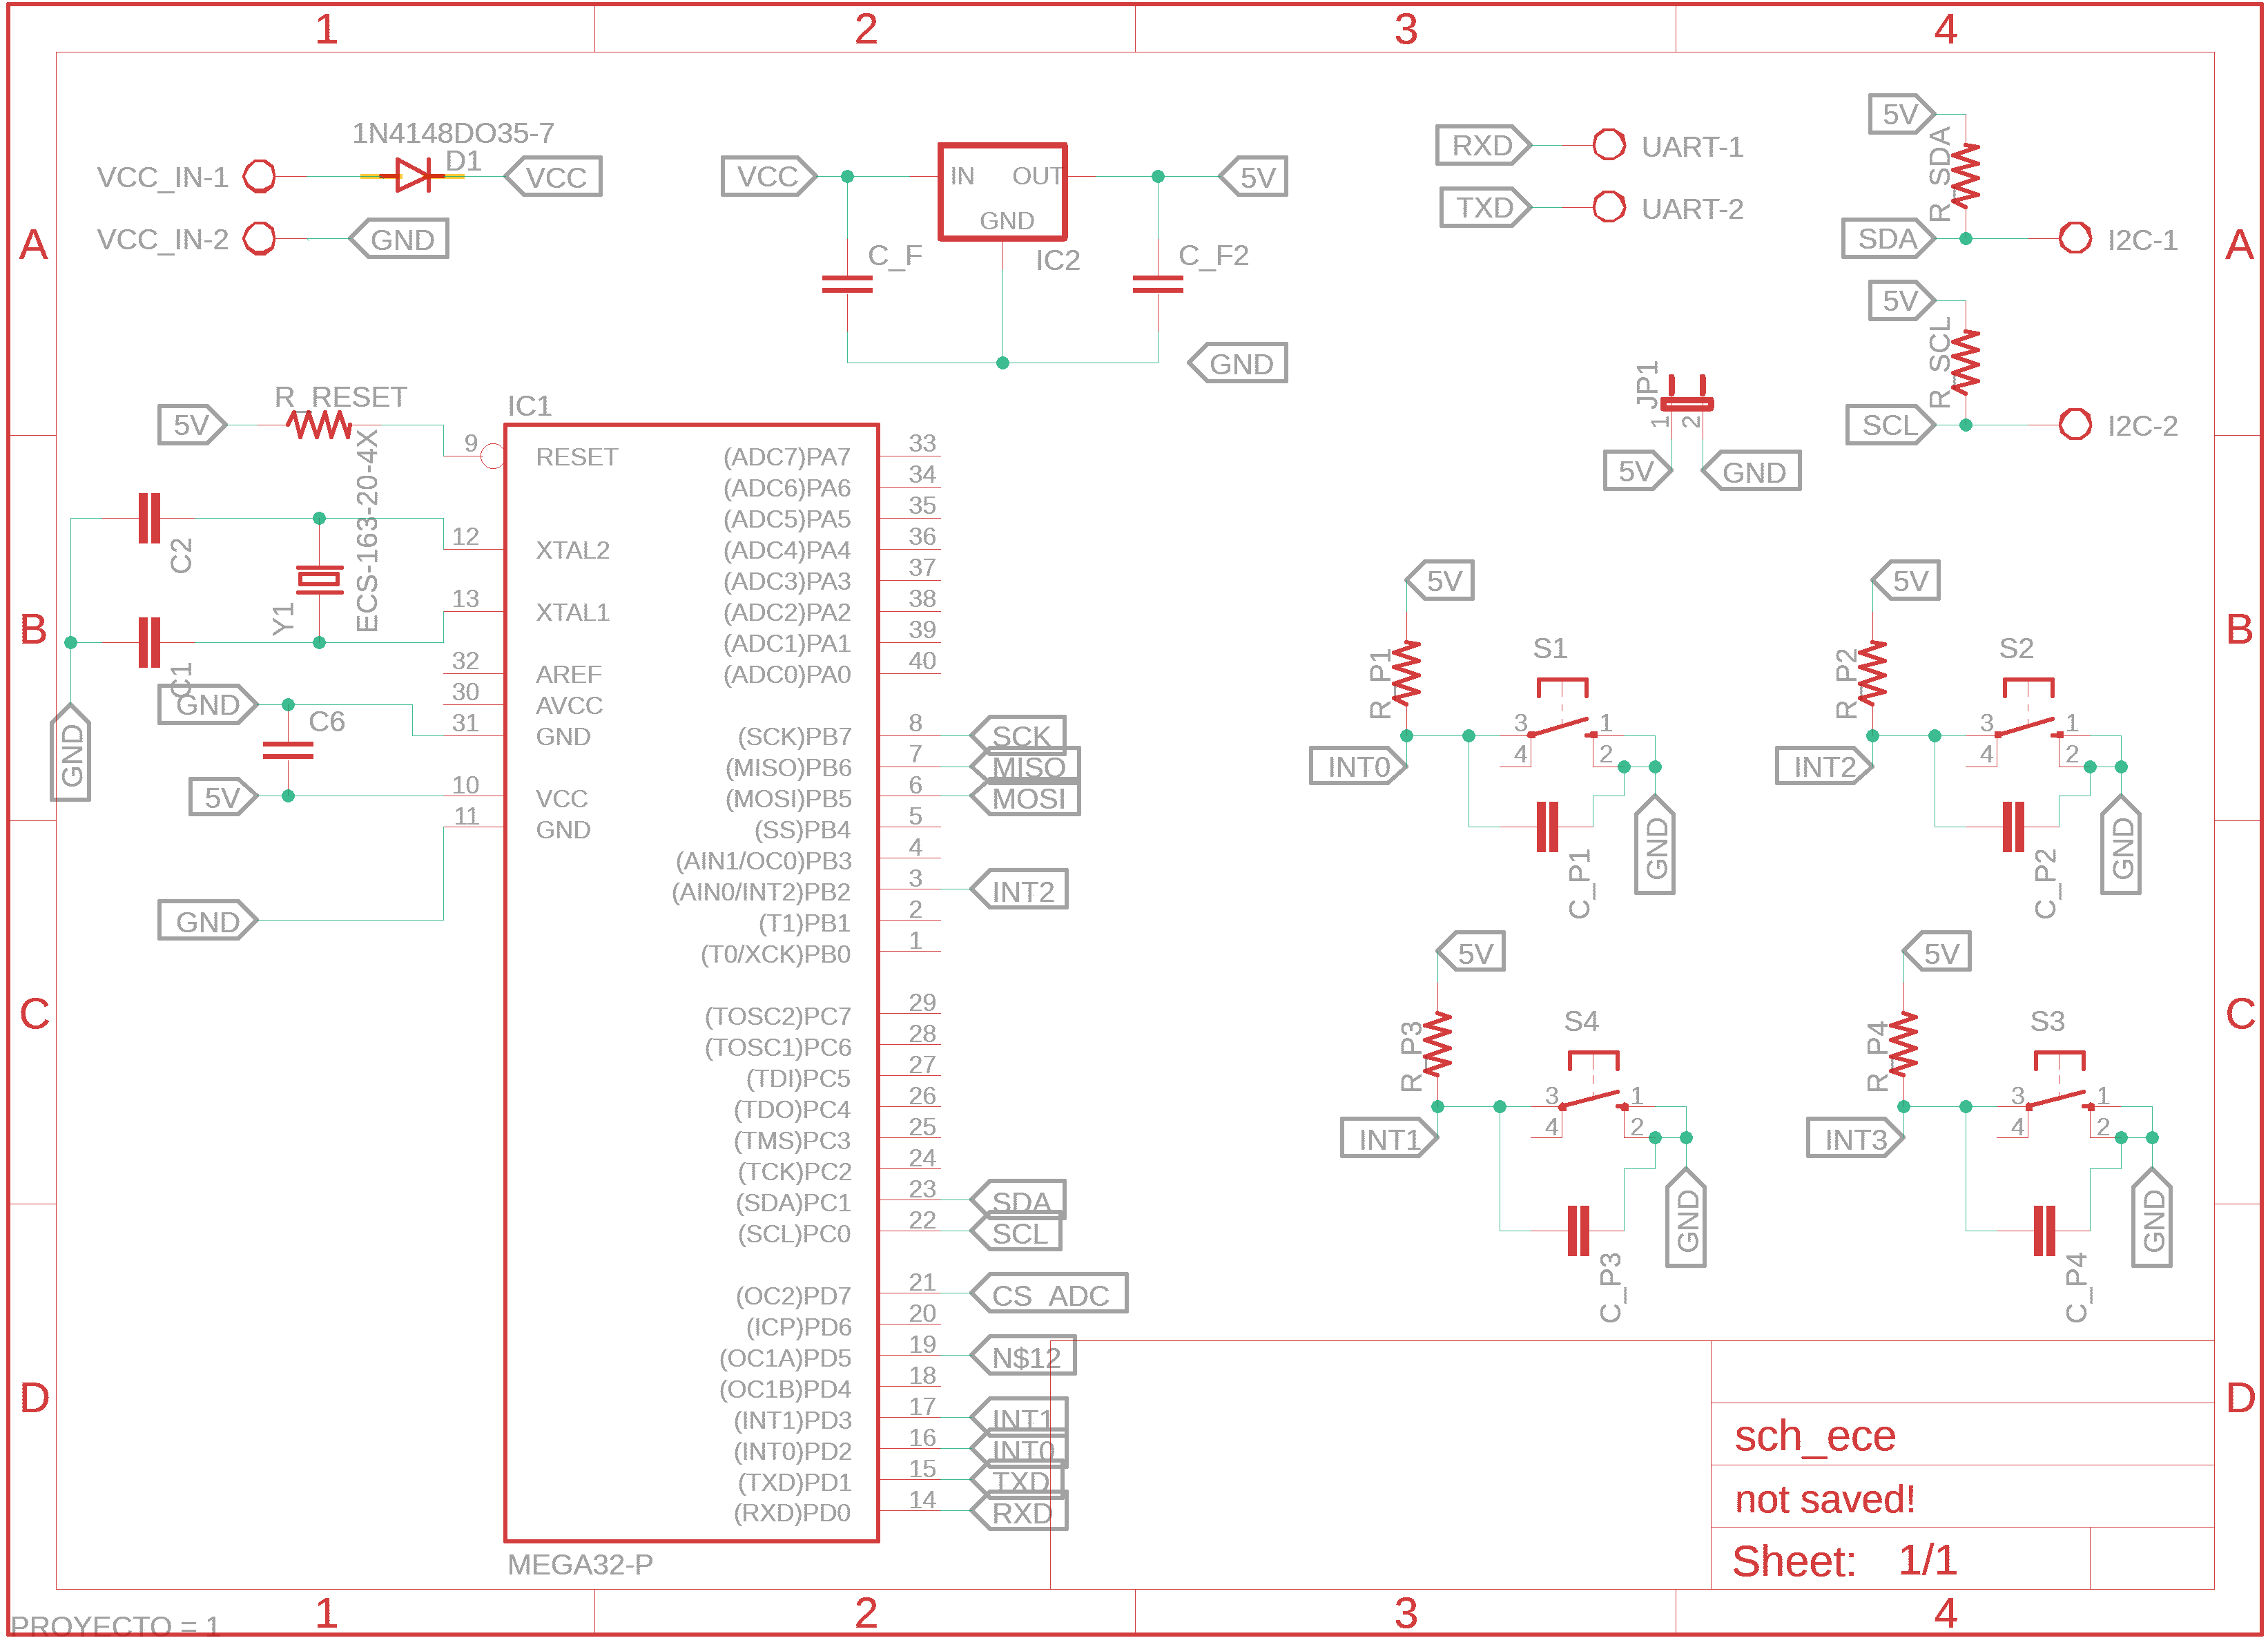 1 2 3 4
A A
B B
C C
D D
1N4148DO35-7
D1
VCC_IN-1
VCC
VCC_IN-2
GND
VCC
IN OUT
GND
IC2
5V
C_F
C_F2
GND
RXD UART-1
TXD UART-2
5V
R_SDA
SDA I2C-1
5V
R_SCL
SCL I2C-2
JP1
1 2
5V GND
R_RESET
5V
C2
Y1
ECS-163-20-4X
C1
GND
GND
C6
5V
GND
IC1
9 RESET
12 XTAL2
13 XTAL1
32 AREF
30 AVCC
31 GND
10 VCC
11 GND
(ADC7)PA7 33
(ADC6)PA6 34
(ADC5)PA5 35
(ADC4)PA4 36
(ADC3)PA3 37
(ADC2)PA2 38
(ADC1)PA1 39
(ADC0)PA0 40
(SCK)PB7 8 SCK
(MISO)PB6 7 MISO
(MOSI)PB5 6 MOSI
(SS)PB4 5
(AIN1/OC0)PB3 4
(AIN0/INT2)PB2 3 INT2
(T1)PB1 2
(T0/XCK)PB0 1
(TOSC2)PC7 29
(TOSC1)PC6 28
(TDI)PC5 27
(TDO)PC4 26
(TMS)PC3 25
(TCK)PC2 24
(SDA)PC1 23 SDA
(SCL)PC0 22 SCL
(OC2)PD7 21 CS_ADC
(ICP)PD6 20
(OC1A)PD5 19 N$12
(OC1B)PD4 18
(INT1)PD3 17 INT1
(INT0)PD2 16 INT0
(TXD)PD1 15 TXD
(RXD)PD0 14 RXD
MEGA32-P
5V
R_P1
S1
3 1
4 2
INT0
C_P1
GND
5V
R_P2
S2
3 1
4 2
INT2
C_P2
GND
5V
R_P3
S4
3 1
4 2
INT1
C_P3
GND
5V
R_P4
S3
3 1
4 2
INT3
C_P4
GND
sch_ece
not saved!
Sheet: 1/1
1 2 3 4
PROYECTO = 1